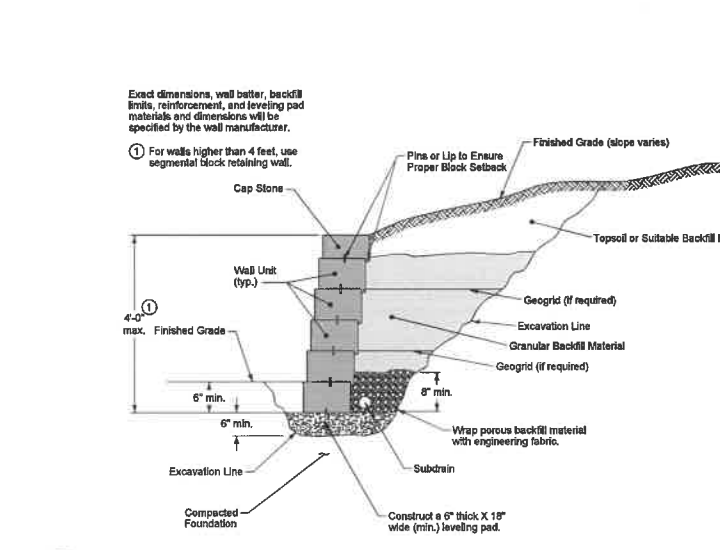 Exact dimensions, wall batter, backfill
limits, reinforcement, and leveling pad
materials and dimensions will be
specified by the wall manufacturer.
1 For walls higher than 4 feet, use
segmental block retaining wall.
Pins or Lip to Ensure
Proper Block Setback
Finished Grade (slope varies)
Cap Stone
Topsoil or Suitable Backfill
Wall Unit
(typ.)
Geogrid (if required)
1
4'-0"
max.
Finished Grade
Excavation Line
Granular Backfill Material
Geogrid (if required)
6" min.
8" min.
6" min.
Wrap porous backfill material
with engineering fabric.
Excavation Line
Subdrain
Compacted
Foundation
Construct a 6" thick X 18"
wide (min.) leveling pad.